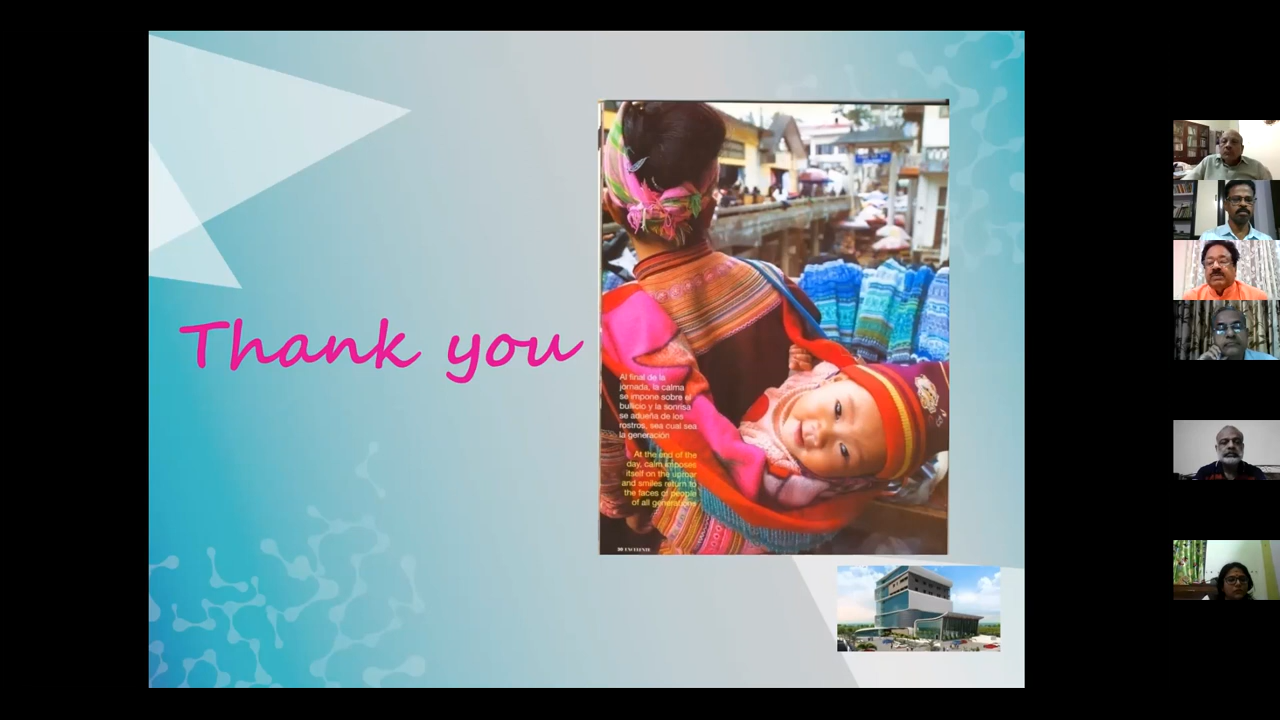 Thank you
Al final de la
jornada, la calma
se impone sobre el
bullicio y la sonrisa
se adueña de los
rostros, sea cual sea
la generación
At the end of the
day, calm imposes
itself on the uproar
and smiles return to
the faces of people
of all generations
38 EXCELENTE